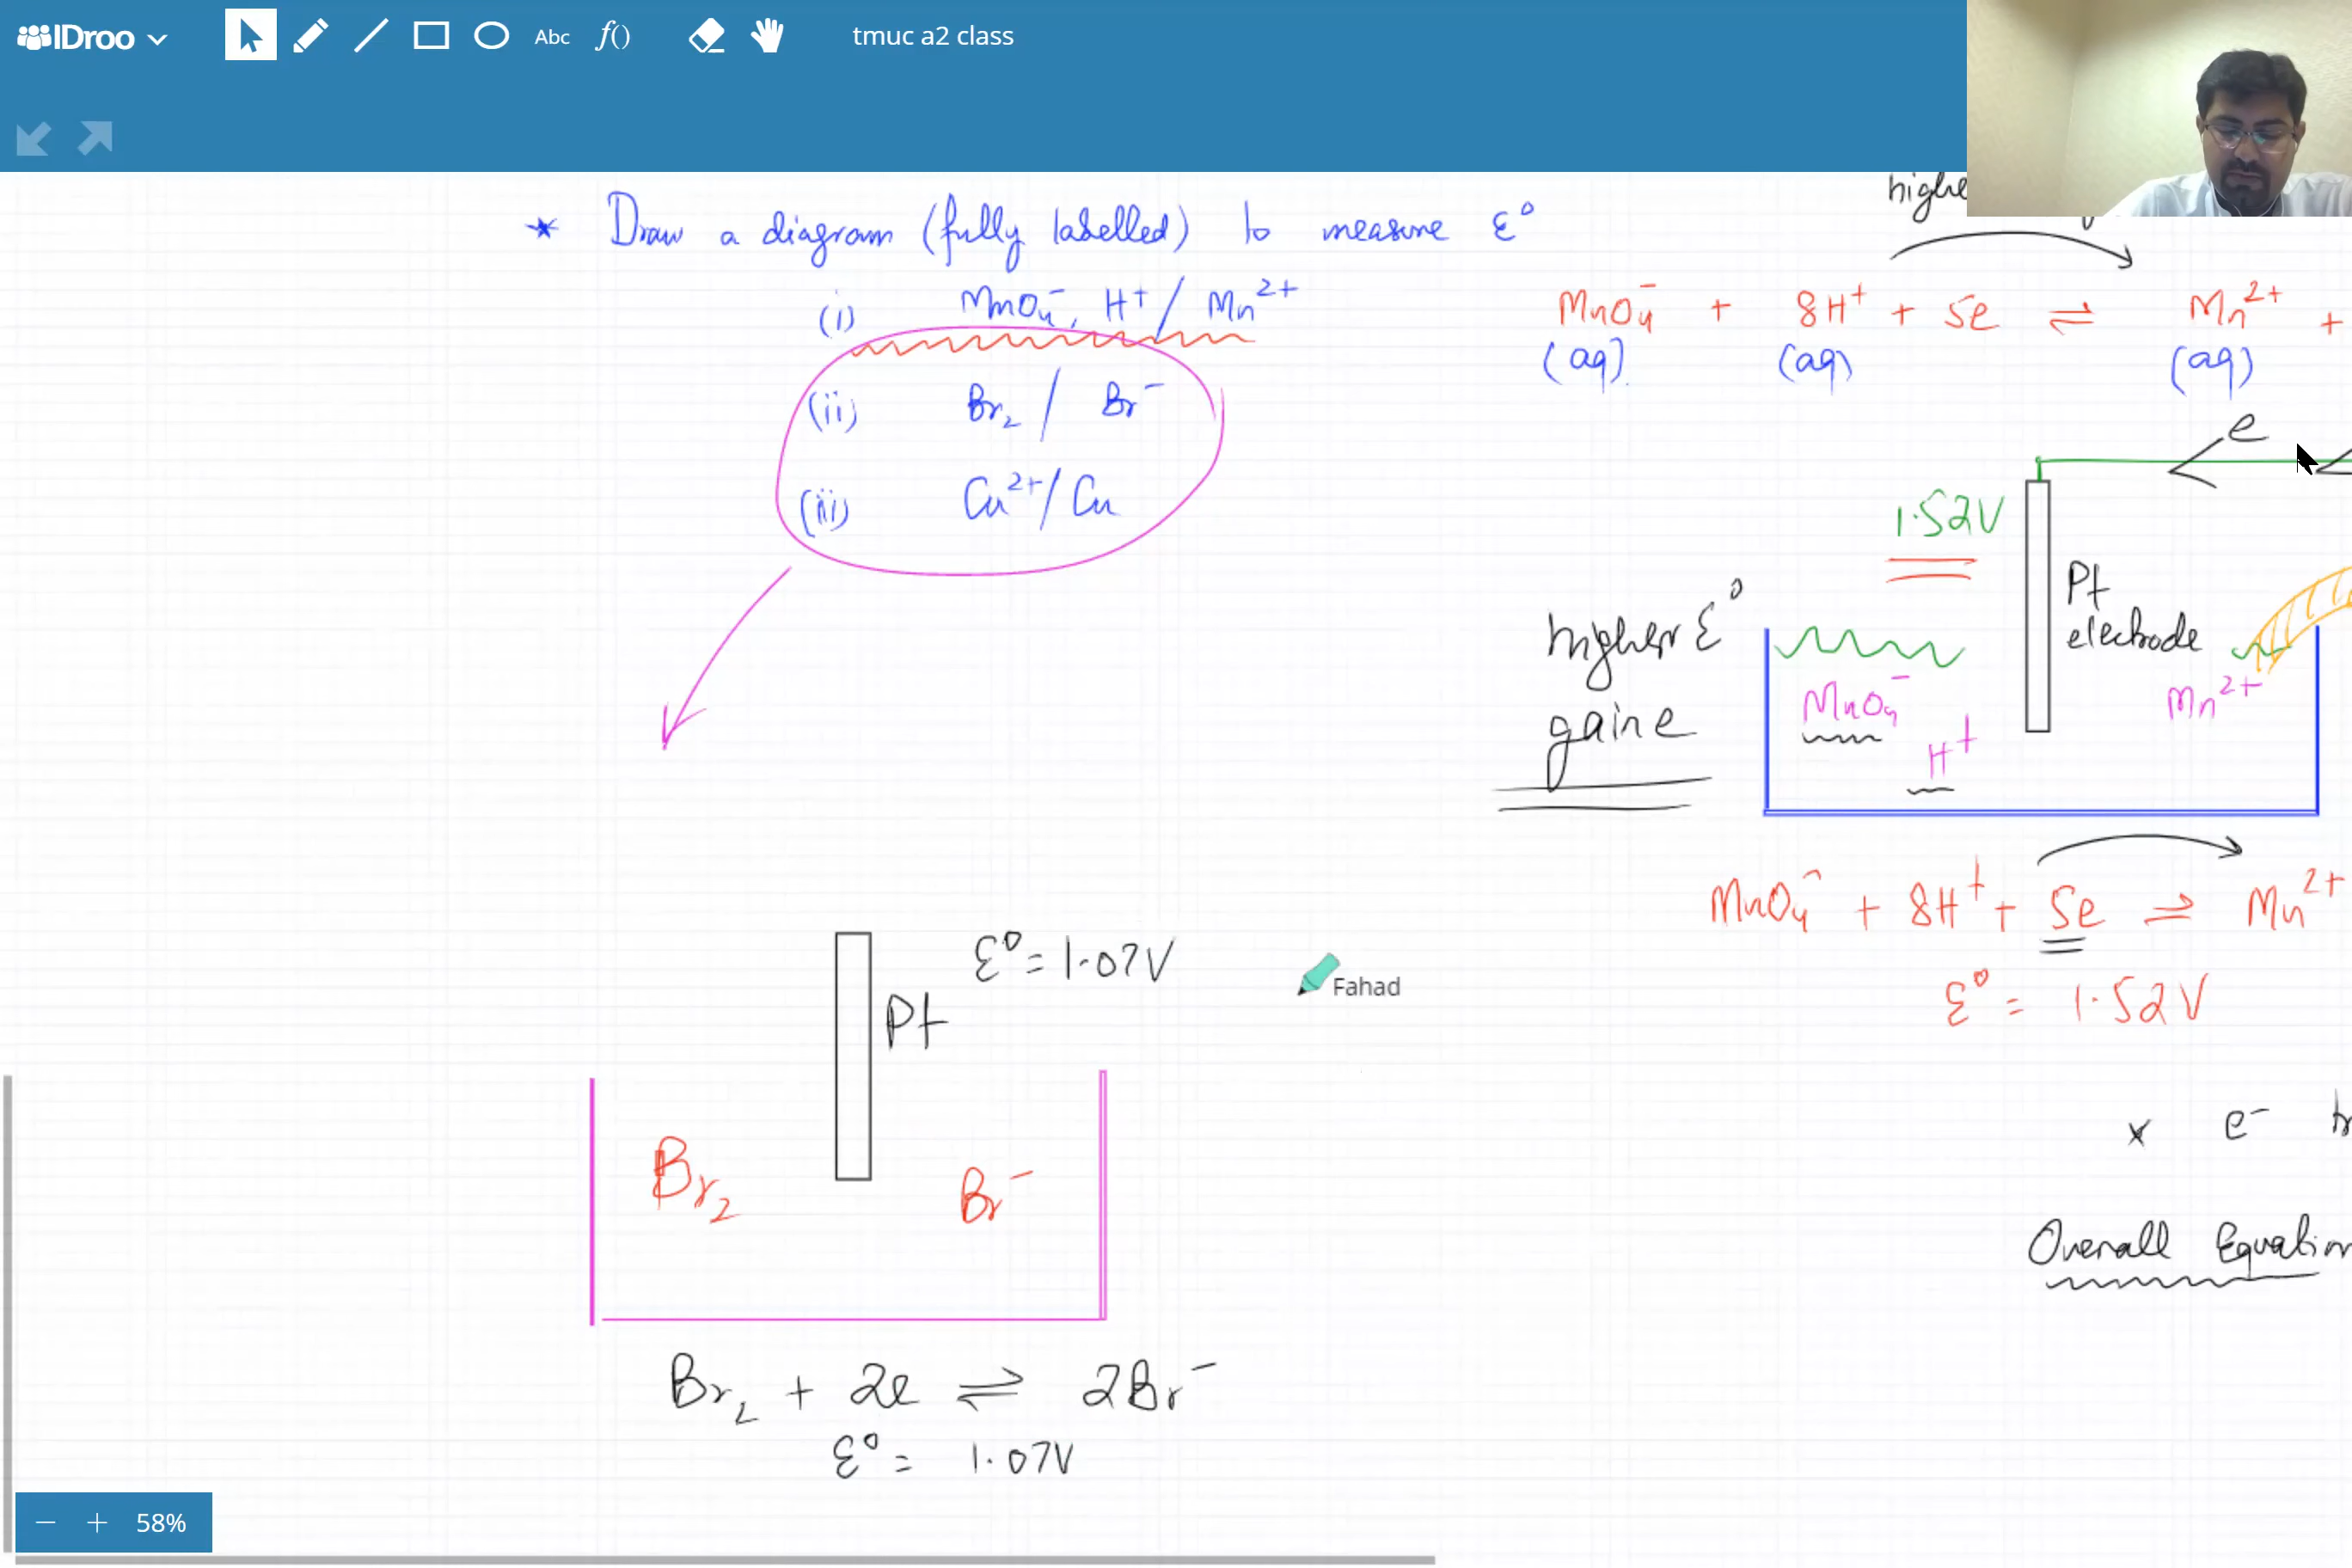 IDroo
Abc
f()
tmuc a2 class
* Draw a diagram (fully labelled) to measure ε°
(i) MnO₄⁻, H⁺ / Mn²⁺
(ii) Br₂ / Br⁻
(iii) Cu²⁺ / Cu
highe
MnO₄⁻ + 8H⁺ + 5e ⇌ Mn²⁺ +
(aq) (aq) (aq)
e
1.52V
Pt
electrode
higher ε°
gain e
MnO₄⁻
H⁺
Mn²⁺
MnO₄⁻ + 8H⁺ + 5e ⇌ Mn²⁺
ε° = 1.52V
x e⁻
Overall Equation
ε° = 1.07V
Pt
Fahad
Br₂ Br⁻
Br₂ + 2e ⇌ 2Br⁻
ε° = 1.07V
− + 58%